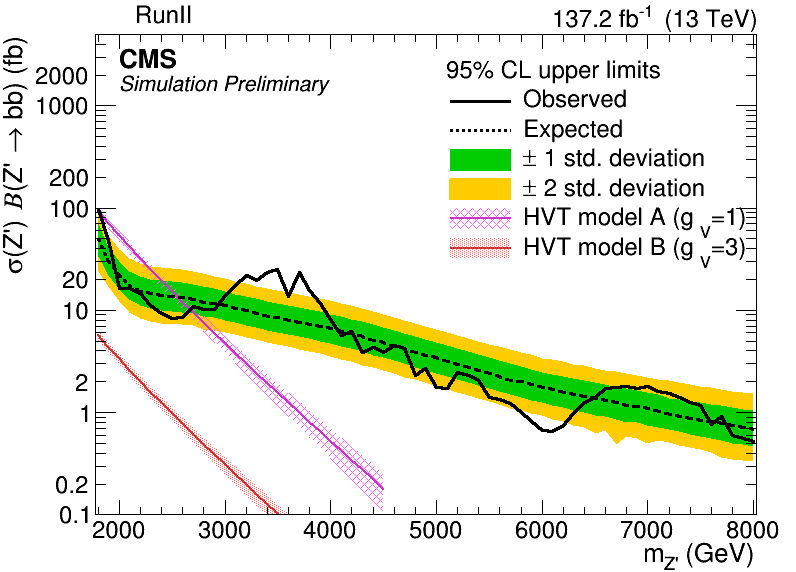 RunII
137.2 fb⁻¹ (13 TeV)
CMS
Simulation Preliminary
95% CL upper limits
Observed
Expected
± 1 std. deviation
± 2 std. deviation
HVT model A (g_v=1)
HVT model B (g_v=3)
σ(Z') B(Z' → bb) (fb)
2000
1000
200
100
20
10
2
1
0.2
0.1
2000 3000 4000 5000 6000 7000 8000
m_Z' (GeV)